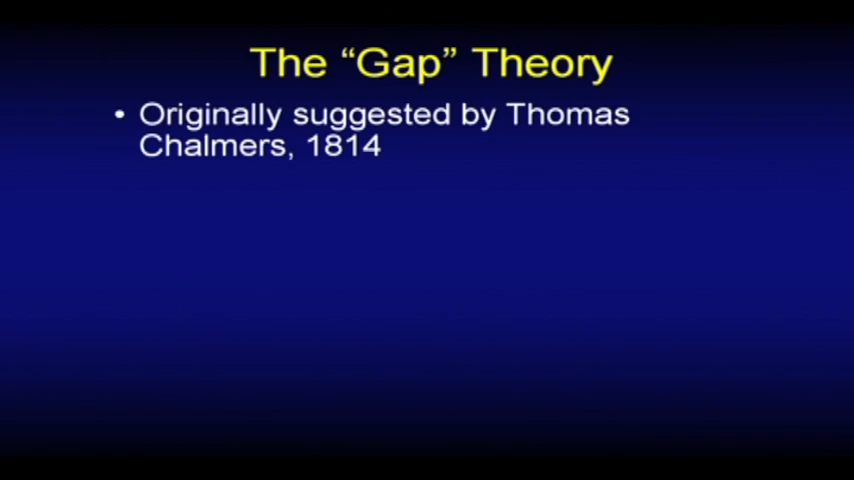 The “Gap” Theory
• Originally suggested by Thomas
Chalmers, 1814